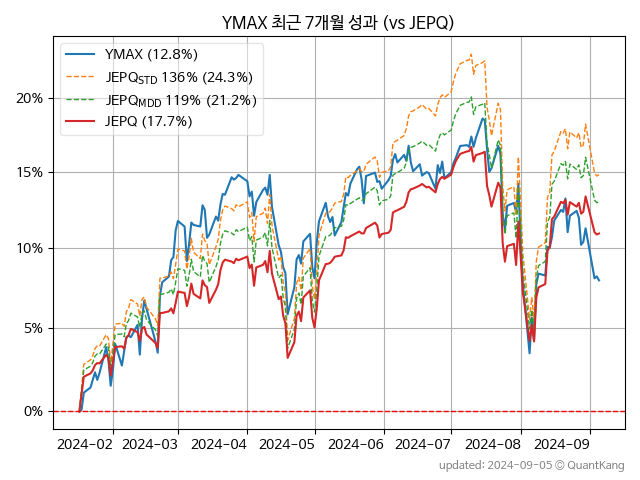 YMAX 최근 7개월 성과 (vs JEPQ)
YMAX (12.8%)
JEPQSTD 136% (24.3%)
JEPQMDD 119% (21.2%)
JEPQ (17.7%)
20%
15%
10%
5%
0%
2024-02 2024-03 2024-04 2024-05 2024-06 2024-07 2024-08 2024-09
updated: 2024-09-05 © QuantKang